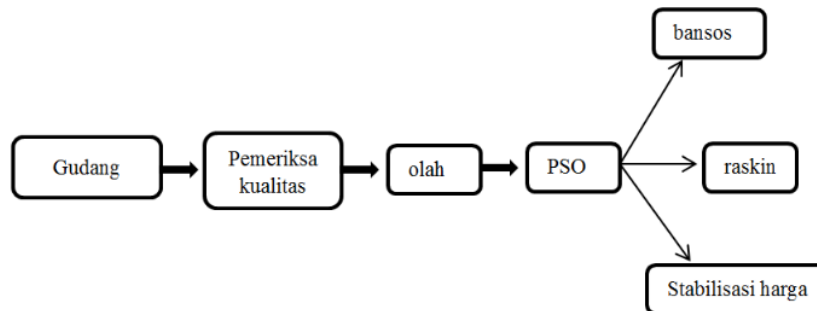 bansos
Gudang
Pemeriksa
kualitas
olah
PSO
raskin
Stabilisasi harga